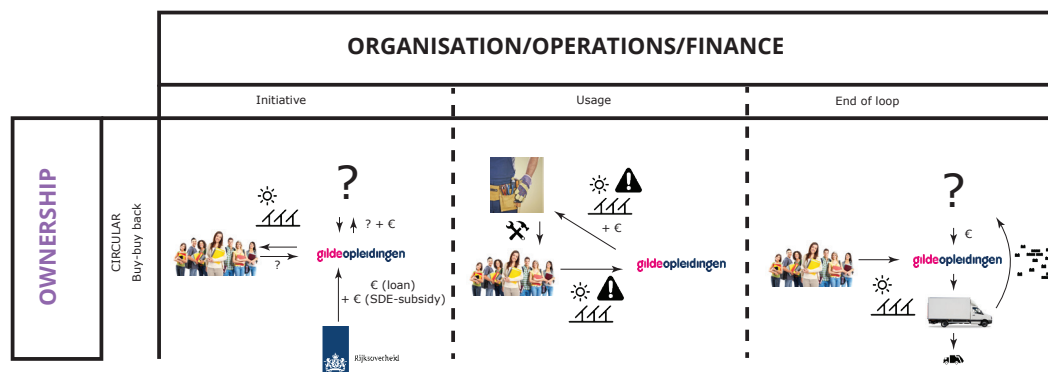 ORGANISATION/OPERATIONS/FINANCE
Initiative
Usage
End of loop
OWNERSHIP
CIRCULAR
Buy-buy back
?
? + €
gildeopleidingen
?
€ (loan)
+ € (SDE-subsidy)
Rijksoverheid
+ €
gildeopleidingen
?
€
gildeopleidingen